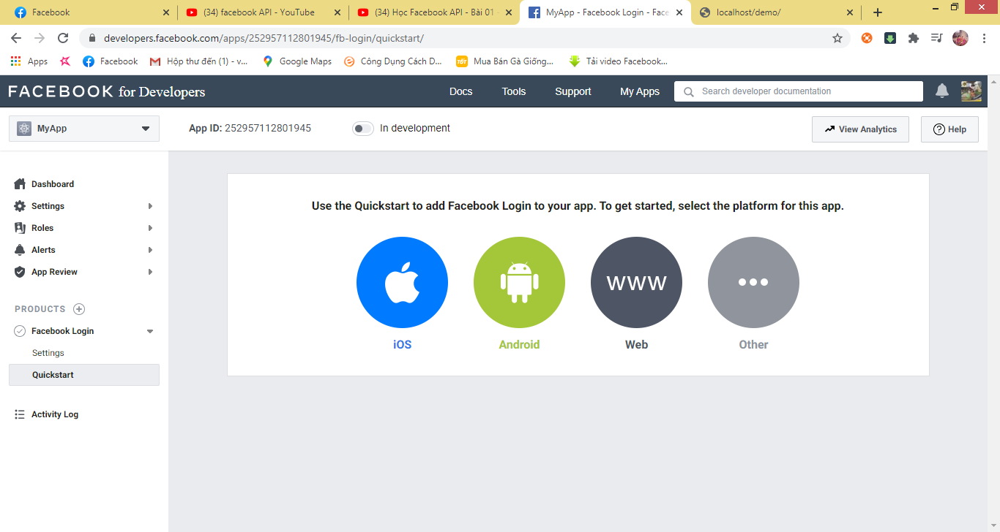 Facebook
(34) facebook API - YouTube
(34) Học Facebook API - Bài 01 -
MyApp - Facebook Login - Face
localhost/demo/
developers.facebook.com/apps/252957112801945/fb-login/quickstart/
Apps
Facebook
Hộp thư đến (1) - v...
Google Maps
Công Dụng Cách D...
TỐT
Mua Bán Gà Giống...
Tải video Facebook...
FACEBOOK for Developers
Docs
Tools
Support
My Apps
Search developer documentation
MyApp
App ID: 252957112801945
In development
View Analytics
Help
Dashboard
Settings
Roles
Alerts
App Review
PRODUCTS
Facebook Login
Settings
Quickstart
Activity Log
Use the Quickstart to add Facebook Login to your app. To get started, select the platform for this app.
www
iOS
Android
Web
Other